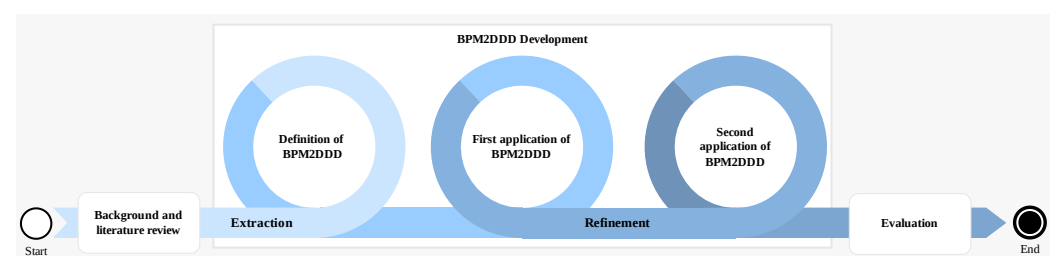 BPM2DDD Development
Definition of
BPM2DDD
First application of
BPM2DDD
Second
application of
BPM2DDD
Start
Background and
literature review
Extraction
Refinement
Evaluation
End